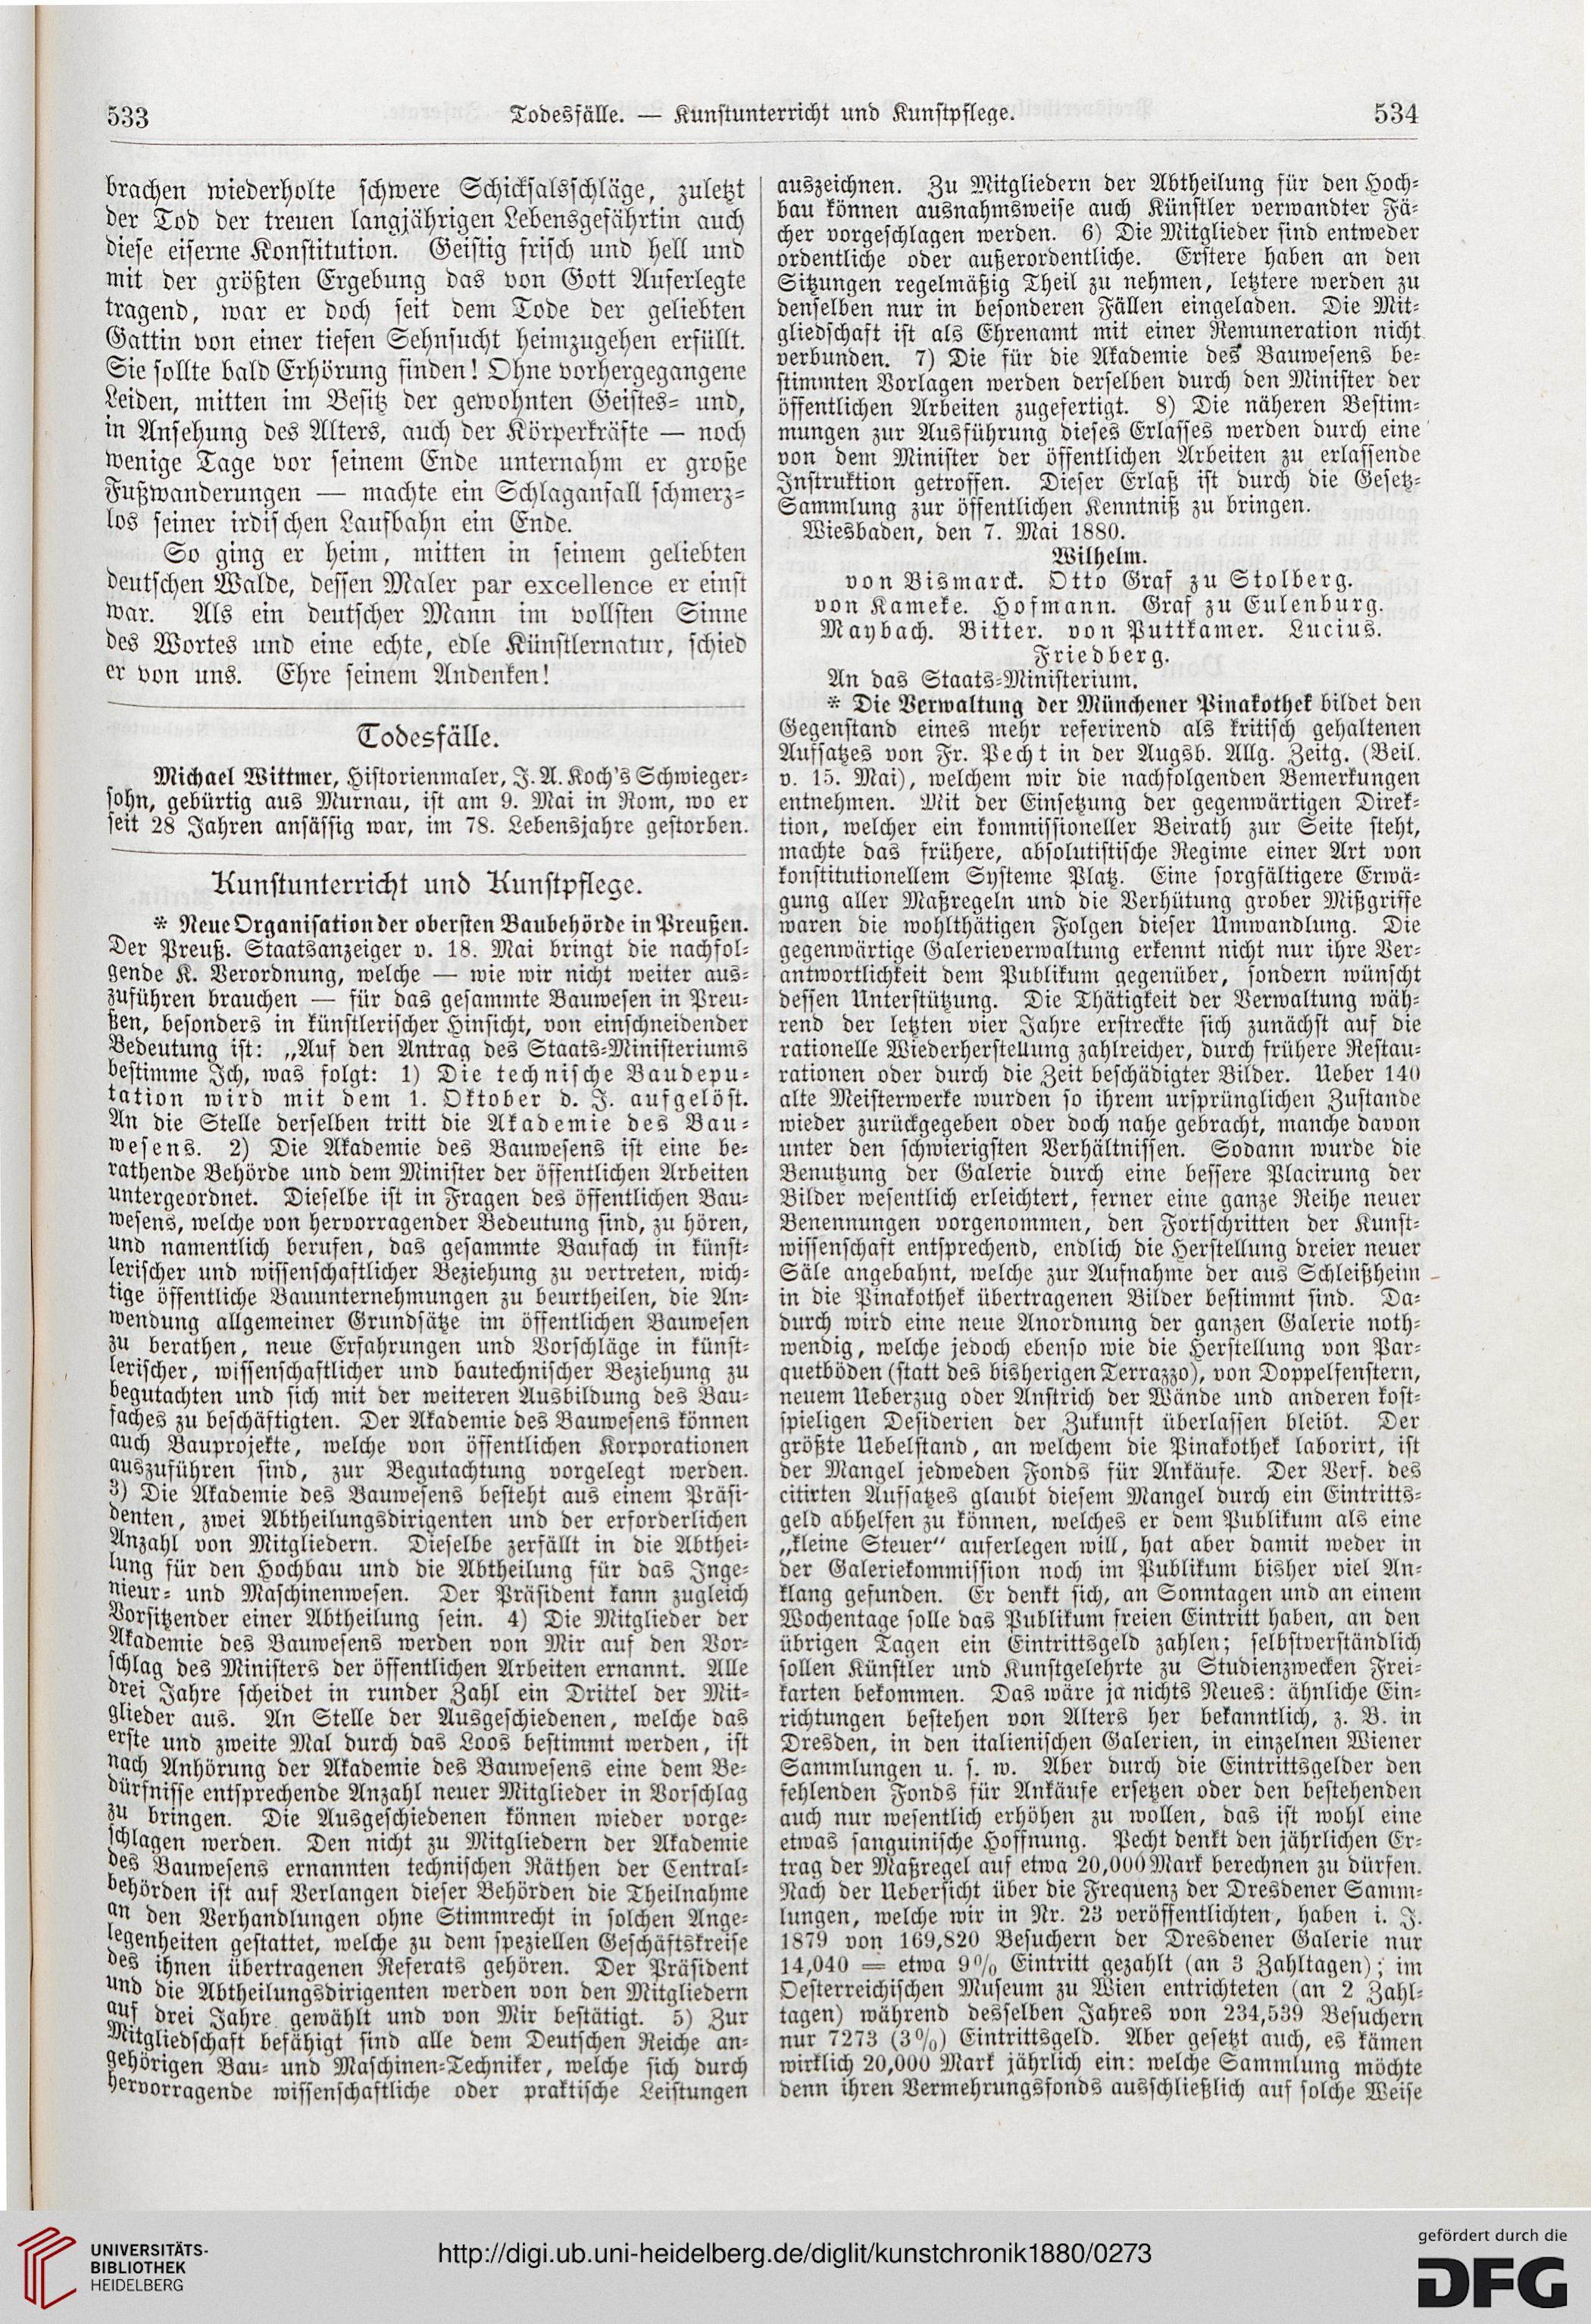 533
Todesfälle. — Kunstunterricht und Kunstpflege.
534
brachen wiederholte schwere Schicksalsschläge, zuletzt
der Tod der treuen langjährigen Lebensgefährtin auch
diese eiserne Konstitution. Geistig frisch und hell und
mit der größten Ergebung das von Gott Auferlegte
tragend, war er doch seit dem Tode der geliebten
Gattin von einer tiefen Sehnsucht heimzugehen erfüllt.
Sie sollte bald Erhörung finden! Ohne vorhergegangene
Leiden, mitten im Besitz der gewohnten Geistes- und,
in Ansehung des Alters, auch der Körperkräfte — noch
wenige Tage vor seinem Ende unternahm er große
Fußwanderungen — machte ein Schlaganfall schmerz-
los seiner irdischen Laufbahn ein Ende.
So ging er heim, mitten in seinem geliebten
deutschen Walde, dessen Maler par excellence er einst
war. Als ein deutscher Mann im vollsten Sinne
des Wortes und eine echte, edle Künstlernatur, schied
er von uns. Ehre seinem Andenken!
Todesfälle.
Michael Wittmer, Historienmaler, J. A. Koch's Schwieger-
sohn, gebürtig aus Murnau, ist am 9. Mai in Rom, wo er
seit 28 Jahren ansässig war, im 78. Lebensjahre gestorben.
Kunstunterricht und Kunstpflege.
* Neue Organisation der obersten Baubehörde in Preußen.
Der Preuß. Staatsanzeiger v. 18. Mai bringt die nachfol-
gende K. Verordnung, welche — wie wir nicht weiter aus-
zuführen brauchen — für das gesammte Bauwesen in Preu-
ßen, besonders in künstlerischer Hinsicht, von einschneidender
Bedeutung ist: „Auf den Antrag des Staats-Ministeriums
bestimme Ich, was folgt: 1) Die technische Baudepu-
tation wird mit dem 1. Oktober d. J. aufgelöst.
An die Stelle derselben tritt die Akademie des Bau-
wesens. 2) Die Akademie des Bauwesens ist eine be-
rathende Behörde und dem Minister der öffentlichen Arbeiten
untergeordnet. Dieselbe ist in Fragen des öffentlichen Bau-
wesens, welche von hervorragender Bedeutung sind, zu hören,
und namentlich berufen, das gesammte Baufach in künst-
lerischer und wissenschaftlicher Beziehung zu vertreten, wich-
tige öffentliche Bauunternehmungen zu beurtheilen, die An-
wendung allgemeiner Grundsätze im öffentlichen Bauwesen
zu berathen, neue Erfahrungen und Vorschläge in künst-
lerischer, wissenschaftlicher und bautechnischer Beziehung zu
begutachten und sich mit der weiteren Ausbildung des Bau-
faches zu beschäftigten. Der Akademie des Bauwesens können
auch Bauprojekte, welche von öffentlichen Korporationen
auszuführen sind, zur Begutachtung vorgelegt werden.
3) Die Akademie des Bauwesens besteht aus einem Präsi-
denten, zwei Abtheilungsdirigenten und der erforderlichen
Anzahl von Mitgliedern. Dieselbe zerfällt in die Abthei-
lung für den Hochbau und die Abtheilung für das Inge-
nieur- und Maschinenwesen. Der Präsident kann zugleich
Vorsitzender einer Abtheilung sein. 4) Die Mitglieder der
Akademie des Bauwesens werden von Mir auf den Vor-
schlag des Ministers der öffentlichen Arbeiten ernannt. Alle
drei Jahre scheidet in runder Zahl ein Drittel der Mit-
glieder aus. An Stelle der Ausgeschiedenen, welche das
erste und zweite Mal durch das Loos bestimmt werden, ist
nach Anhörung der Akademie des Bauwesens eine dem Be-
dürfnisse entsprechende Anzahl neuer Mitglieder in Vorschlag
zu bringen. Die Ausgeschiedenen können wieder vorge-
schlagen werden. Den nicht zu Mitgliedern der Akademie
des Bauwesens ernannten technischen Räthen der Central-
behörden ist auf Verlangen dieser Behörden die Theilnahme
an den Verhandlungen ohne Stimmrecht in solchen Ange-
legenheiten gestattet, welche zu dem speziellen Geschäftskreise
des ihnen übertragenen Referats gehören. Der Präsident
und die Abtheilungsdirigenten werden von den Mitgliedern
auf drei Jahre gewählt und von Mir bestätigt. 5) Zur
Mitgliedschaft befähigt sind alle dem Deutschen Reiche an-
gehörigen Bau- und Maschinen-Techniker, welche sich durch
hervorragende wissenschaftliche oder praktische Leistungen
auszeichnen. Zu Mitgliedern der Abtheilung für den Hoch-
bau können ausnahmsweise auch Künstler verwandter Fä-
cher vorgeschlagen werden. 6) Die Mitglieder sind entweder
ordentliche oder außerordentliche. Erstere haben an den
Sitzungen regelmäßig Theil zu nehmen, letztere werden zu
denselben nur in besonderen Fällen eingeladen. Die Mit-
gliedschaft ist als Ehrenamt mit einer Remuneration nicht
verbunden. 7) Die für die Akademie des Bauwesens be-
stimmten Vorlagen werden derselben durch den Minister der
öffentlichen Arbeiten zugefertigt. 8) Die näheren Bestim-
mungen zur Ausführung dieses Erlasses werden durch eine
von dem Minister der öffentlichen Arbeiten zu erlassende
Instruktion getroffen. Dieser Erlaß ist durch die Gesetz-
Sammlung zur öffentlichen Kenntniß zu bringen.
Wiesbaden, den 7. Mai 1880.
Wilhelm.
von Bismarck. Otto Graf zu Stolberg.
von Kameke. Hofmann. Graf zu Eulenburg.
Maybach. Bitter. von Puttkamer. Lucius.
Friedberg.
An das Staats-Ministerium.
* Die Verwaltung der Münchener Pinakothek bildet den
Gegenstand eines mehr referirend als kritisch gehaltenen
Aufsatzes von Fr. Pecht in der Augsb. Allg. Zeitg. (Beil.
v. 15. Mai), welchem wir die nachfolgenden Bemerkungen
entnehmen. Mit der Einsetzung der gegenwärtigen Direk-
tion, welcher ein kommissioneller Beirath zur Seite steht,
machte das frühere, absolutistische Regime einer Art von
konstitutionellem Systeme Platz. Eine sorgfältigere Erwä-
gung aller Maßregeln und die Verhütung grober Mißgriffe
waren die wohlthätigen Folgen dieser Umwandlung. Die
gegenwärtige Galerieverwaltung erkennt nicht nur ihre Ver-
antwortlichkeit dem Publikum gegenüber, sondern wünscht
dessen Unterstützung. Die Thätigkeit der Verwaltung wäh-
rend der letzten vier Jahre erstreckte sich zunächst auf die
rationelle Wiederherstellung zahlreicher, durch frühere Restau-
rationen oder durch die Zeit beschädigter Bilder. Ueber 140
alte Meisterwerke wurden so ihrem ursprünglichen Zustande
wieder zurückgegeben oder doch nahe gebracht, manche davon
unter den schwierigsten Verhältnissen. Sodann wurde die
Benutzung der Galerie durch eine bessere Placirung der
Bilder wesentlich erleichtert, ferner eine ganze Reihe neuer
Benennungen vorgenommen, den Fortschritten der Kunst-
wissenschaft entsprechend, endlich die Herstellung dreier neuer
Säle angebahnt, welche zur Aufnahme der aus Schleißheim
in die Pinakothek übertragenen Bilder bestimmt sind. Da-
durch wird eine neue Anordnung der ganzen Galerie noth-
wendig, welche jedoch ebenso wie die Herstellung von Par-
quetböden (statt des bisherigen Terrazzo), von Doppelfenstern,
neuem Ueberzug oder Anstrich der Wände und anderen kost-
spieligen Desiderien der Zukunft überlassen bleibt. Der
größte Uebelstand, an welchem die Pinakothek laborirt, ist
der Mangel jedweden Fonds für Ankäufe. Der Verf. des
citirten Aufsatzes glaubt diesem Mangel durch ein Eintritts-
geld abhelfen zu können, welches er dem Publikum als eine
„kleine Steuer“ auferlegen will, hat aber damit weder in
der Galeriekommission noch im Publikum bisher viel An-
klang gefunden. Er denkt sich, an Sonntagen und an einem
Wochentage solle das Publikum freien Eintritt haben, an den
übrigen Tagen ein Eintrittsgeld zahlen; selbstverständlich
sollen Künstler und Kunstgelehrte zu Studienzwecken Frei-
karten bekommen. Das wäre ja nichts Neues: ähnliche Ein-
richtungen bestehen von Alters her bekanntlich, z. B. in
Dresden, in den italienischen Galerien, in einzelnen Wiener
Sammlungen u. s. w. Aber durch die Eintrittsgelder den
fehlenden Fonds für Ankäufe ersetzen oder den bestehenden
auch nur wesentlich erhöhen zu wollen, das ist wohl eine
etwas sanguinische Hoffnung. Pecht denkt den jährlichen Er-
trag der Maßregel auf etwa 20,000 Mark berechnen zu dürfen.
Nach der Uebersicht über die Frequenz der Dresdener Samm-
lungen, welche wir in Nr. 23 veröffentlichten, haben i. J.
1879 von 169,820 Besuchern der Dresdener Galerie nur
14,040 = etwa 9% Eintritt gezahlt (an 3 Zahltagen); im
Oesterreichischen Museum zu Wien entrichteten (an 2 Zahl-
tagen) während desselben Jahres von 234,539 Besuchern
nur 7273 (3%) Eintrittsgeld. Aber gesetzt auch, es kämen
wirklich 20,000 Mark jährlich ein: welche Sammlung möchte
denn ihren Vermehrungsfonds ausschließlich auf solche Weise
UNIVERSITÄTS-
BIBLIOTHEK
HEIDELBERG
http://digi.ub.uni-heidelberg.de/diglit/kunstchronik1880/0273
gefördert durch die
DFG